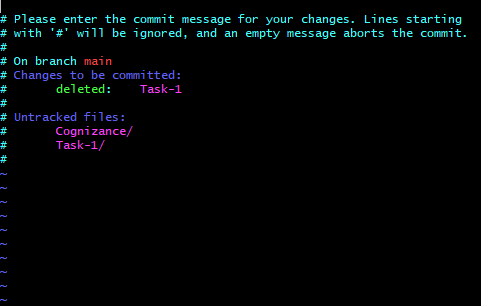 # Please enter the commit message for your changes. Lines starting
# with '#' will be ignored, and an empty message aborts the commit.
#
# On branch main
# Changes to be committed:
#       deleted:    Task-1
#
# Untracked files:
#       Cognizance/
#       Task-1/
#
~
~
~
~
~
~
~
~
~
~